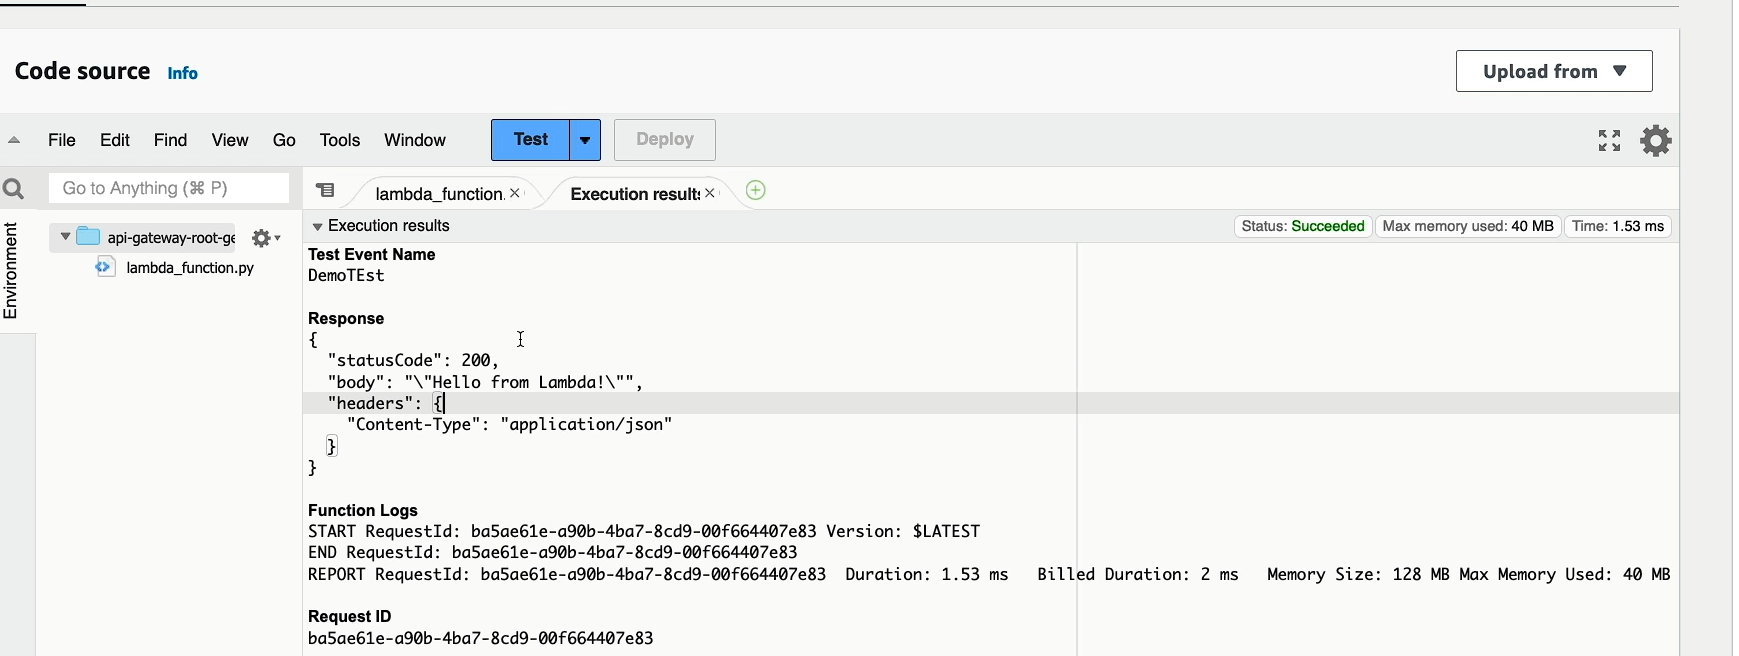 Code source Info
Upload from
File Edit Find View Go Tools Window Test Deploy
Go to Anything (⌘ P)
lambda_function.
Execution results
Environment
api-gateway-root-ge
lambda_function.py
Execution results
Status: Succeeded Max memory used: 40 MB Time: 1.53 ms
Test Event Name
DemoTEst
Response
{
  "statusCode": 200,
  "body": "\"Hello from Lambda!\"",
  "headers": {
    "Content-Type": "application/json"
  }
}
Function Logs
START RequestId: ba5ae61e-a90b-4ba7-8cd9-00f664407e83 Version: $LATEST
END RequestId: ba5ae61e-a90b-4ba7-8cd9-00f664407e83
REPORT RequestId: ba5ae61e-a90b-4ba7-8cd9-00f664407e83 Duration: 1.53 ms Billed Duration: 2 ms Memory Size: 128 MB Max Memory Used: 40 MB
Request ID
ba5ae61e-a90b-4ba7-8cd9-00f664407e83